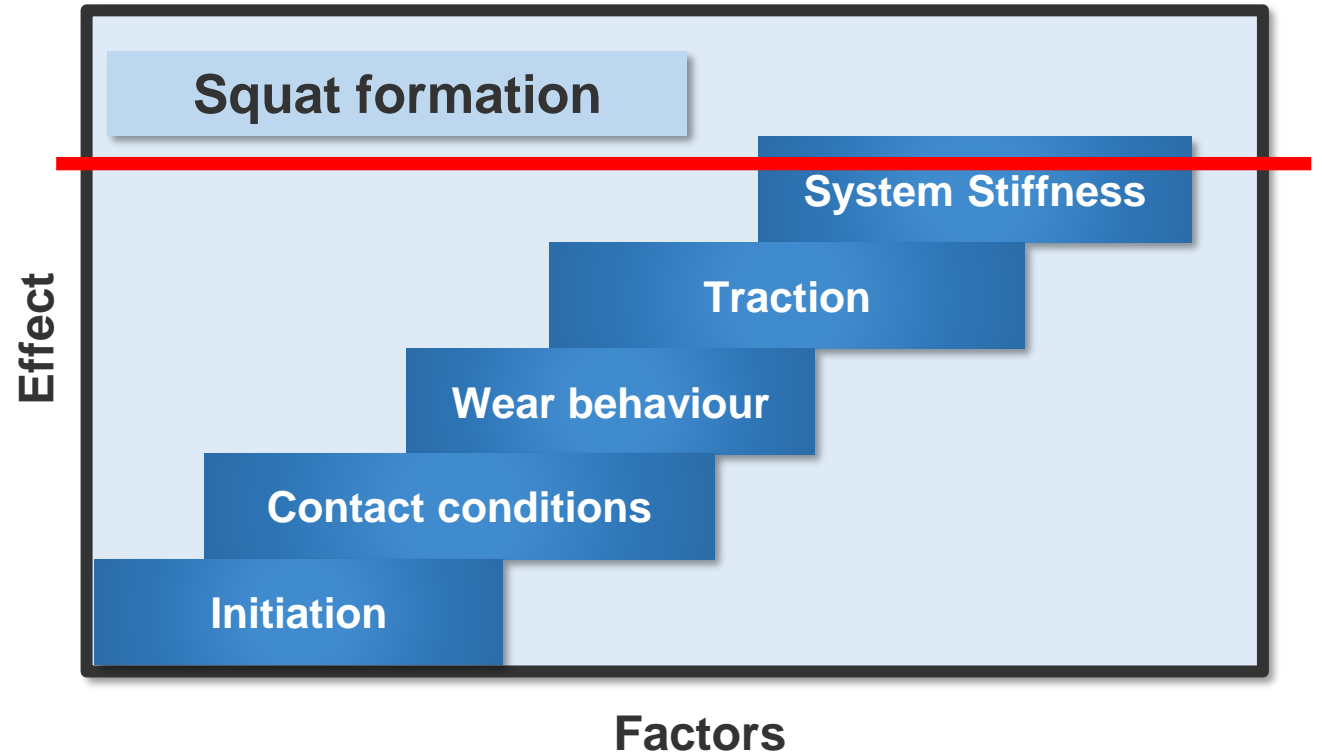 Squat formation
System Stiffness
Traction
Wear behaviour
Contact conditions
Initiation
Effect
Factors